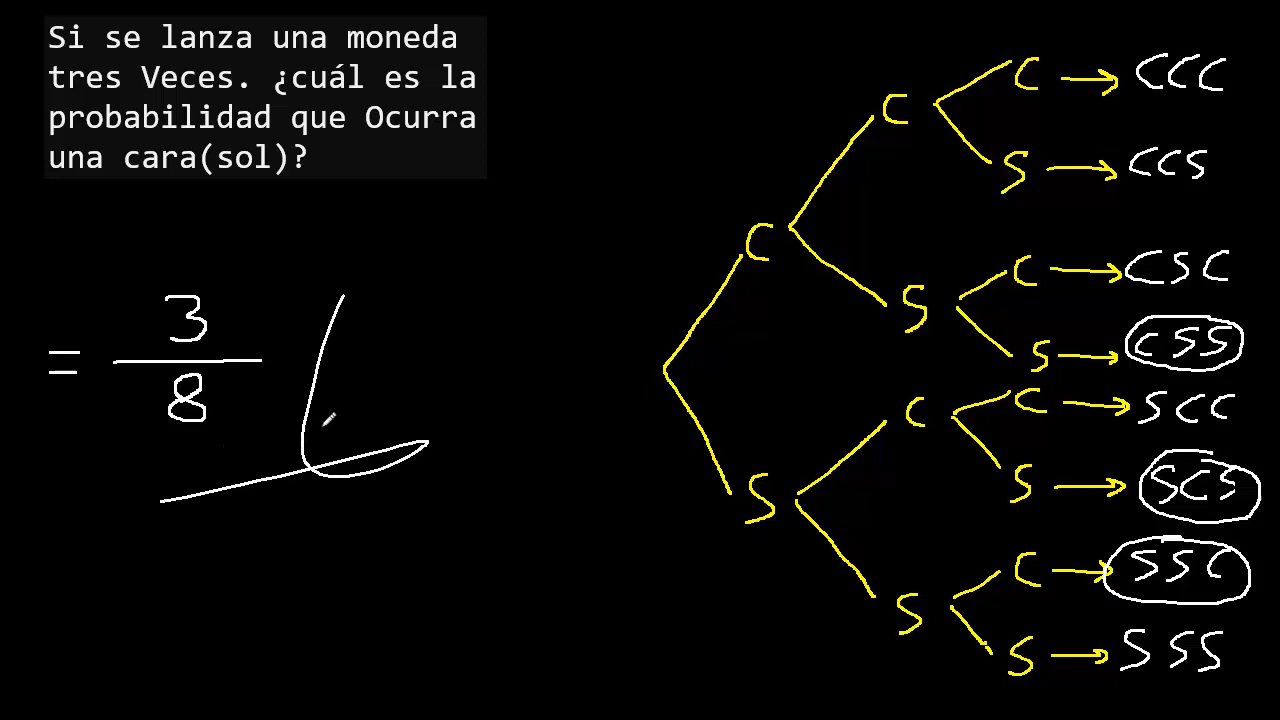 Si se lanza una moneda
tres Veces. ¿cuál es la
probabilidad que Ocurra
una cara(sol)?
= 3/8
C
S
C
S
C
S
C
S
C
S
C
S
C
S
CCC
CCS
CSC
CSS
SCC
SCS
SSC
SSS